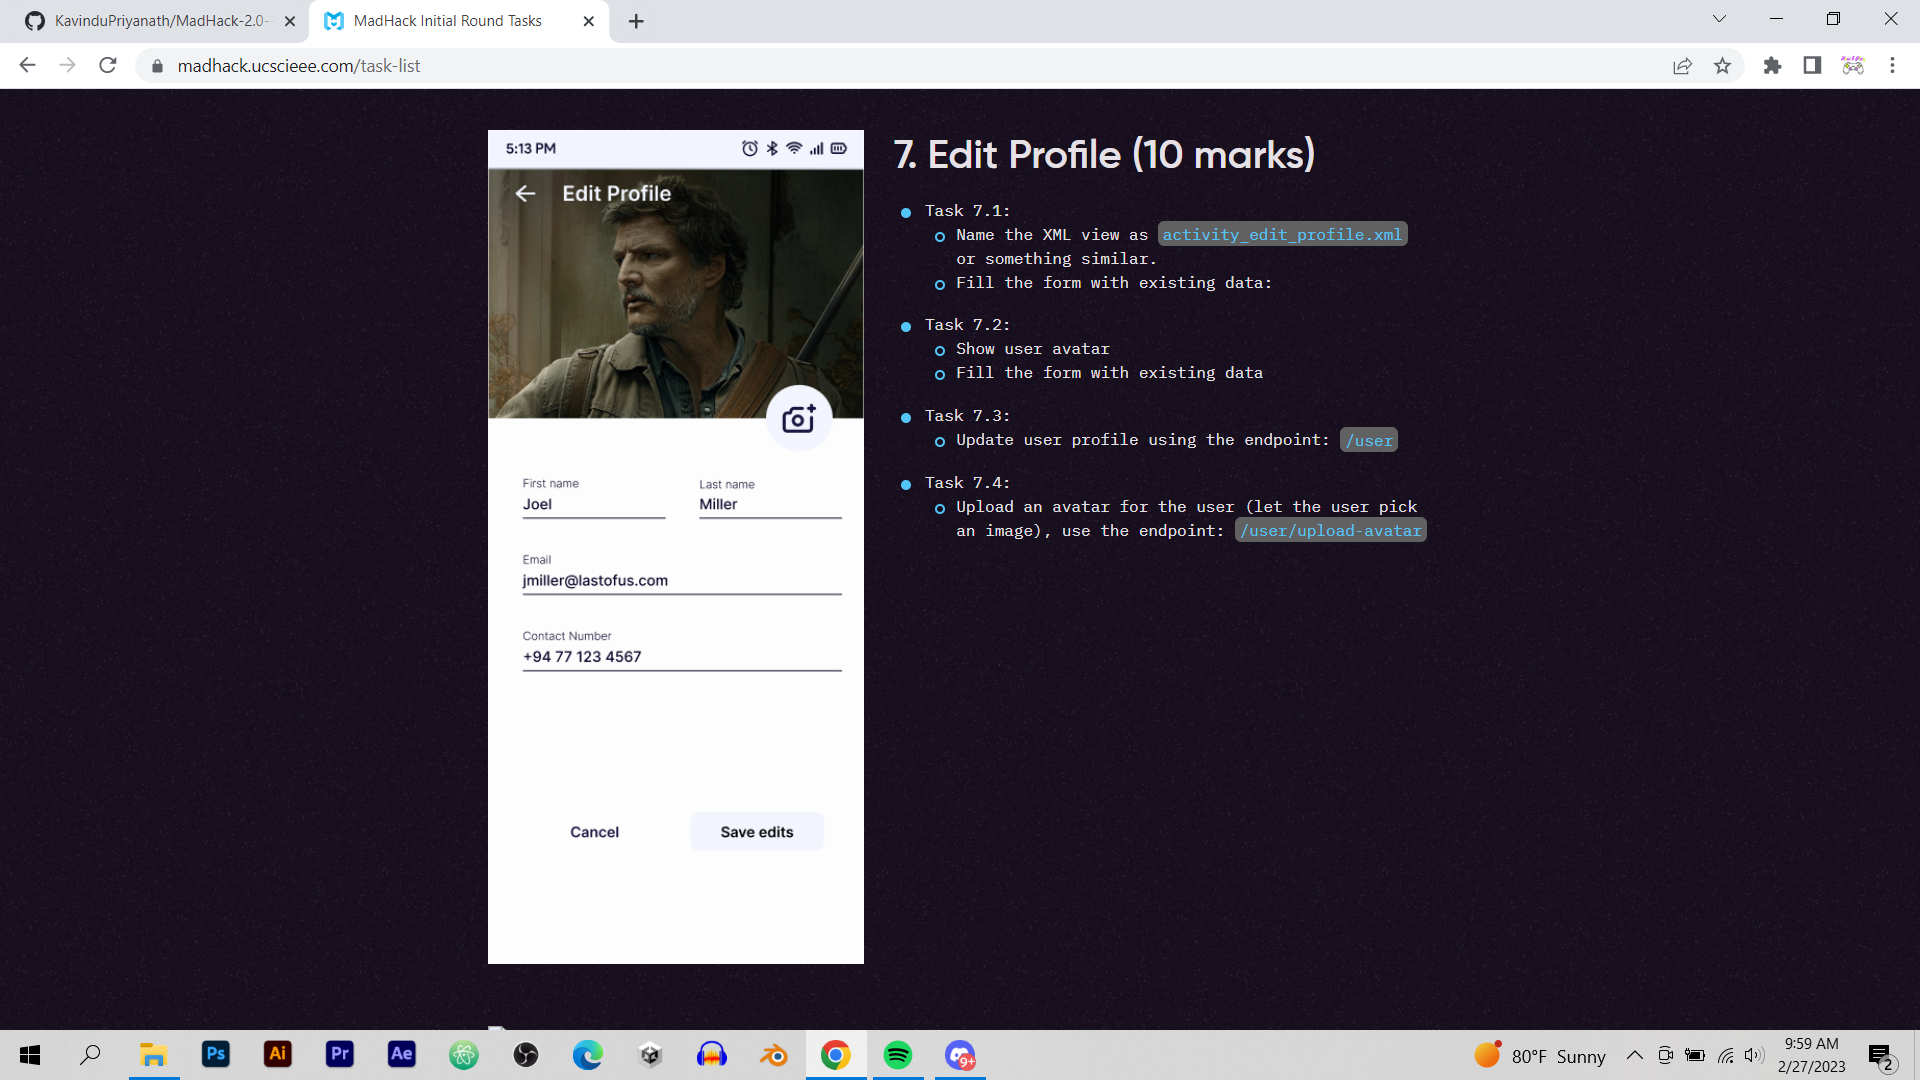 KavinduPriyanath/MadHack-2.0-
MadHack Initial Round Tasks
madhack.ucscieee.com/task-list
5:13 PM
Edit Profile
First name
Last name
Joel
Miller
Email
jmiller@lastofus.com
Contact Number
+94 77 123 4567
Cancel
Save edits
7. Edit Profile (10 marks)
Task 7.1:
Name the XML view as activity_edit_profile.xml
or something similar.
Fill the form with existing data:
Task 7.2:
Show user avatar
Fill the form with existing data
Task 7.3:
Update user profile using the endpoint: /user
Task 7.4:
Upload an avatar for the user (let the user pick
an image), use the endpoint: /user/upload-avatar
Ps
Ai
Pr
Ae
9+
80°F Sunny
9:59 AM
2/27/2023
2